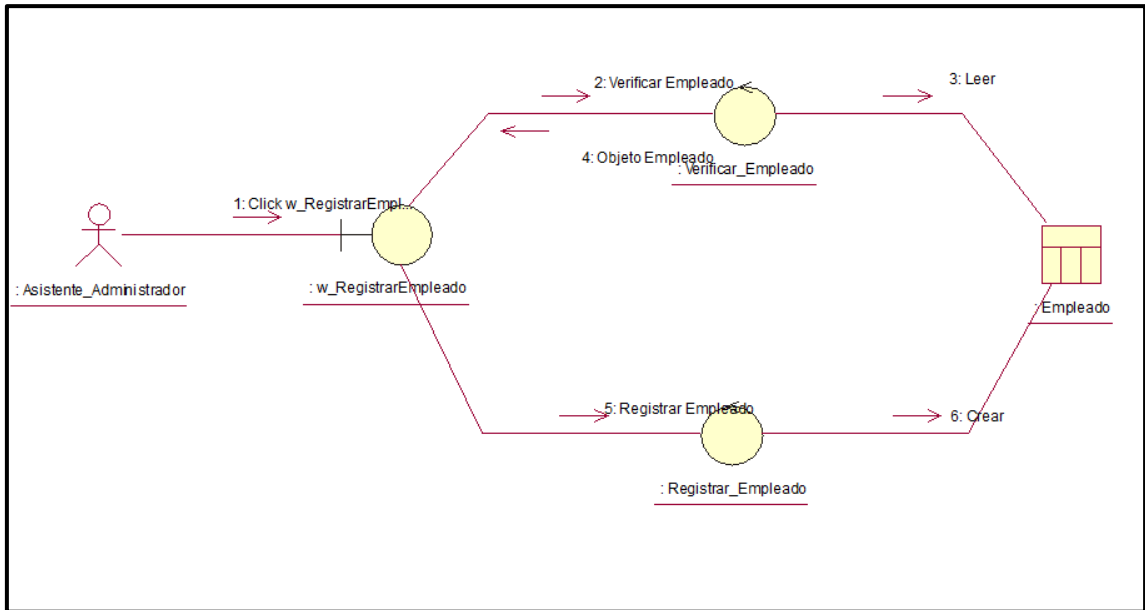 2: Verificar Empleado
3: Leer
4: Objeto Empleado
: Verificar_Empleado
1: Click w_RegistrarEmpl...
: Asistente_Administrador
: w_RegistrarEmpleado
: Empleado
5: Registrar Empleado
6: Crear
: Registrar_Empleado